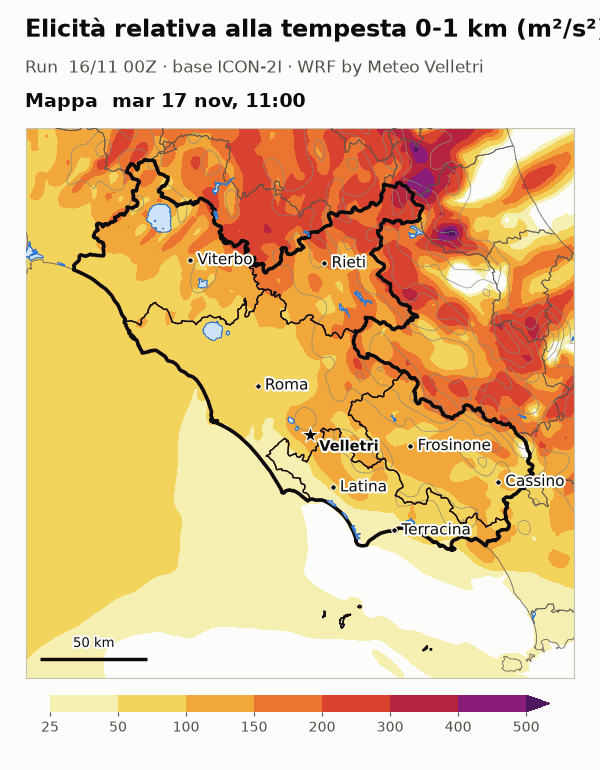 Elicità relativa alla tempesta 0-1 km (m²/s²)
Run 16/11 00Z · base ICON-2I · WRF by Meteo Velletri
Mappa mar 17 nov, 11:00
Viterbo
Rieti
Roma
Velletri
Frosinone
Cassino
Latina
Terracina
50 km
25 50 100 150 200 300 400 500